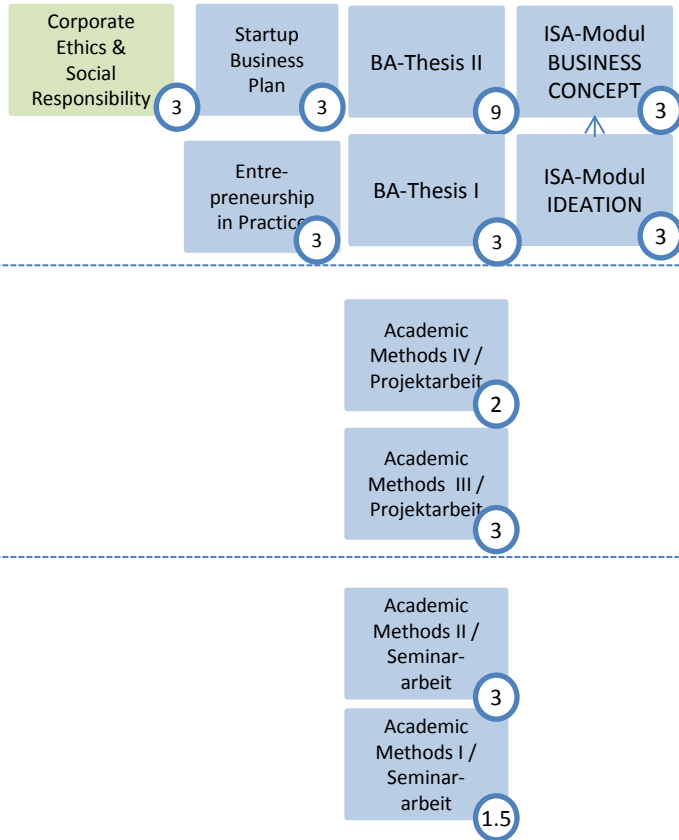 Corporate
Ethics &
Social
Responsibility
3
Startup
Business
Plan
3
BA-Thesis II
9
ISA-Modul
BUSINESS
CONCEPT
3
Entre-
preneurship
in Practice
3
BA-Thesis I
3
ISA-Modul
IDEATION
3
Academic
Methods IV /
Projektarbeit
2
Academic
Methods III /
Projektarbeit
3
Academic
Methods II /
Seminar-
arbeit
3
Academic
Methods I /
Seminar-
arbeit
1.5